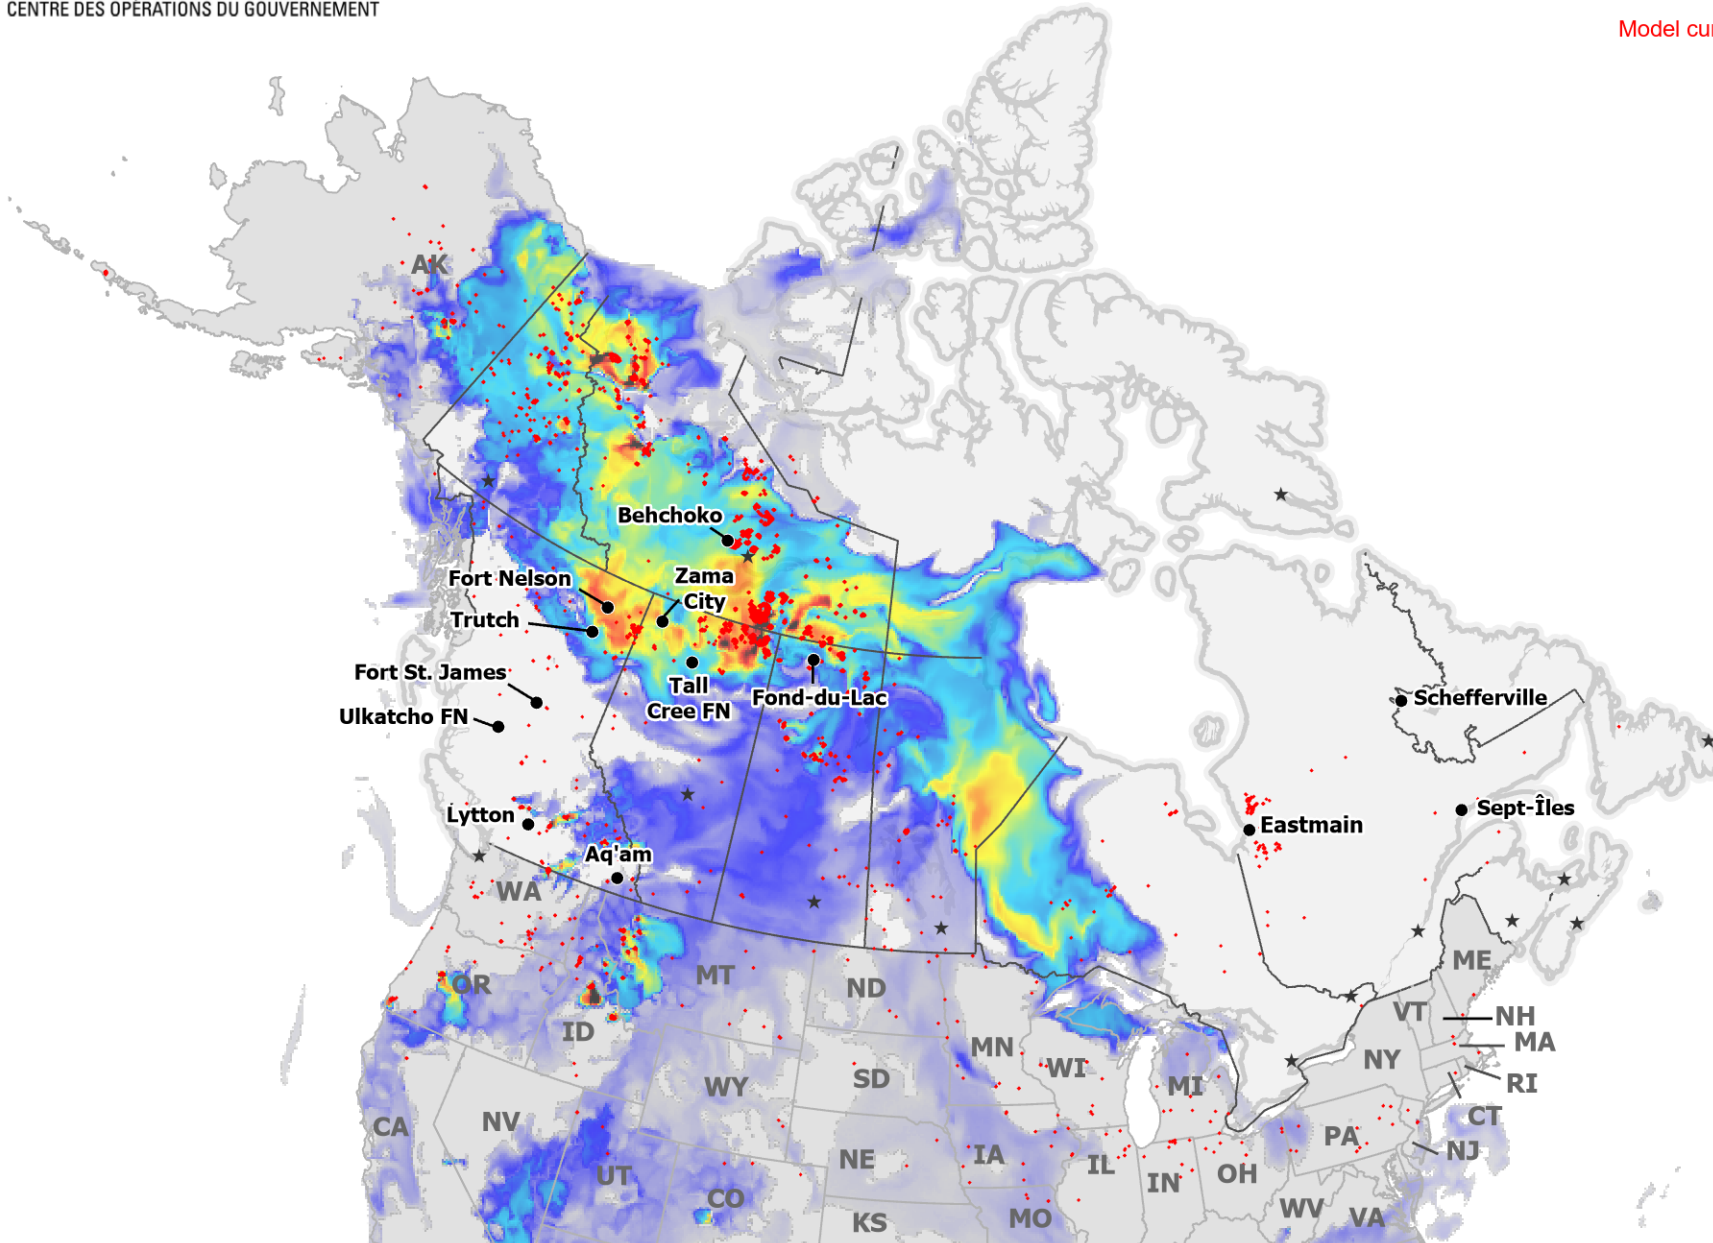 CENTRE DES OPÉRATIONS DU GOUVERNEMENT
Model cur
AK
Behchoko
Fort Nelson
Zama
City
Trutch
Fort St. James
Tall
Cree FN
Fond-du-Lac
Ulkatcho FN
Schefferville
Lytton
Sept-Îles
Eastmain
Aq'am
WA
OR
MT
ND
ME
VT
NH
ID
MN
MA
WI
NY
WY
SD
MI
RI
CA
NV
CT
PA
NJ
UT
NE
IA
IL
IN
OH
CO
KS
MO
WV
VA